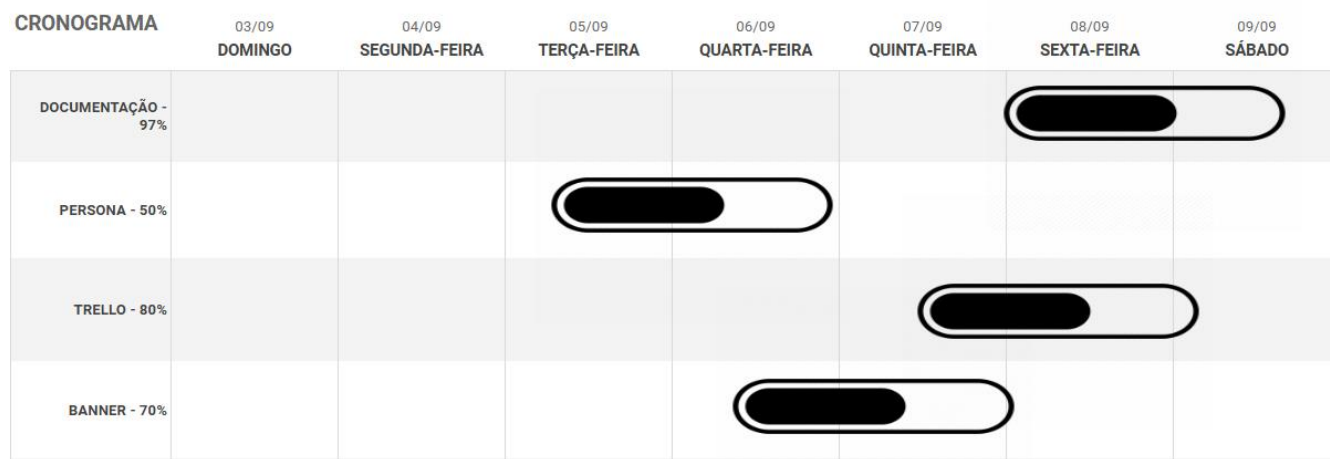 CRONOGRAMA
03/09
DOMINGO
04/09
SEGUNDA-FEIRA
05/09
TERÇA-FEIRA
06/09
QUARTA-FEIRA
07/09
QUINTA-FEIRA
08/09
SEXTA-FEIRA
09/09
SÁBADO
DOCUMENTAÇÃO -
97%
PERSONA - 50%
TRELLO - 80%
BANNER - 70%